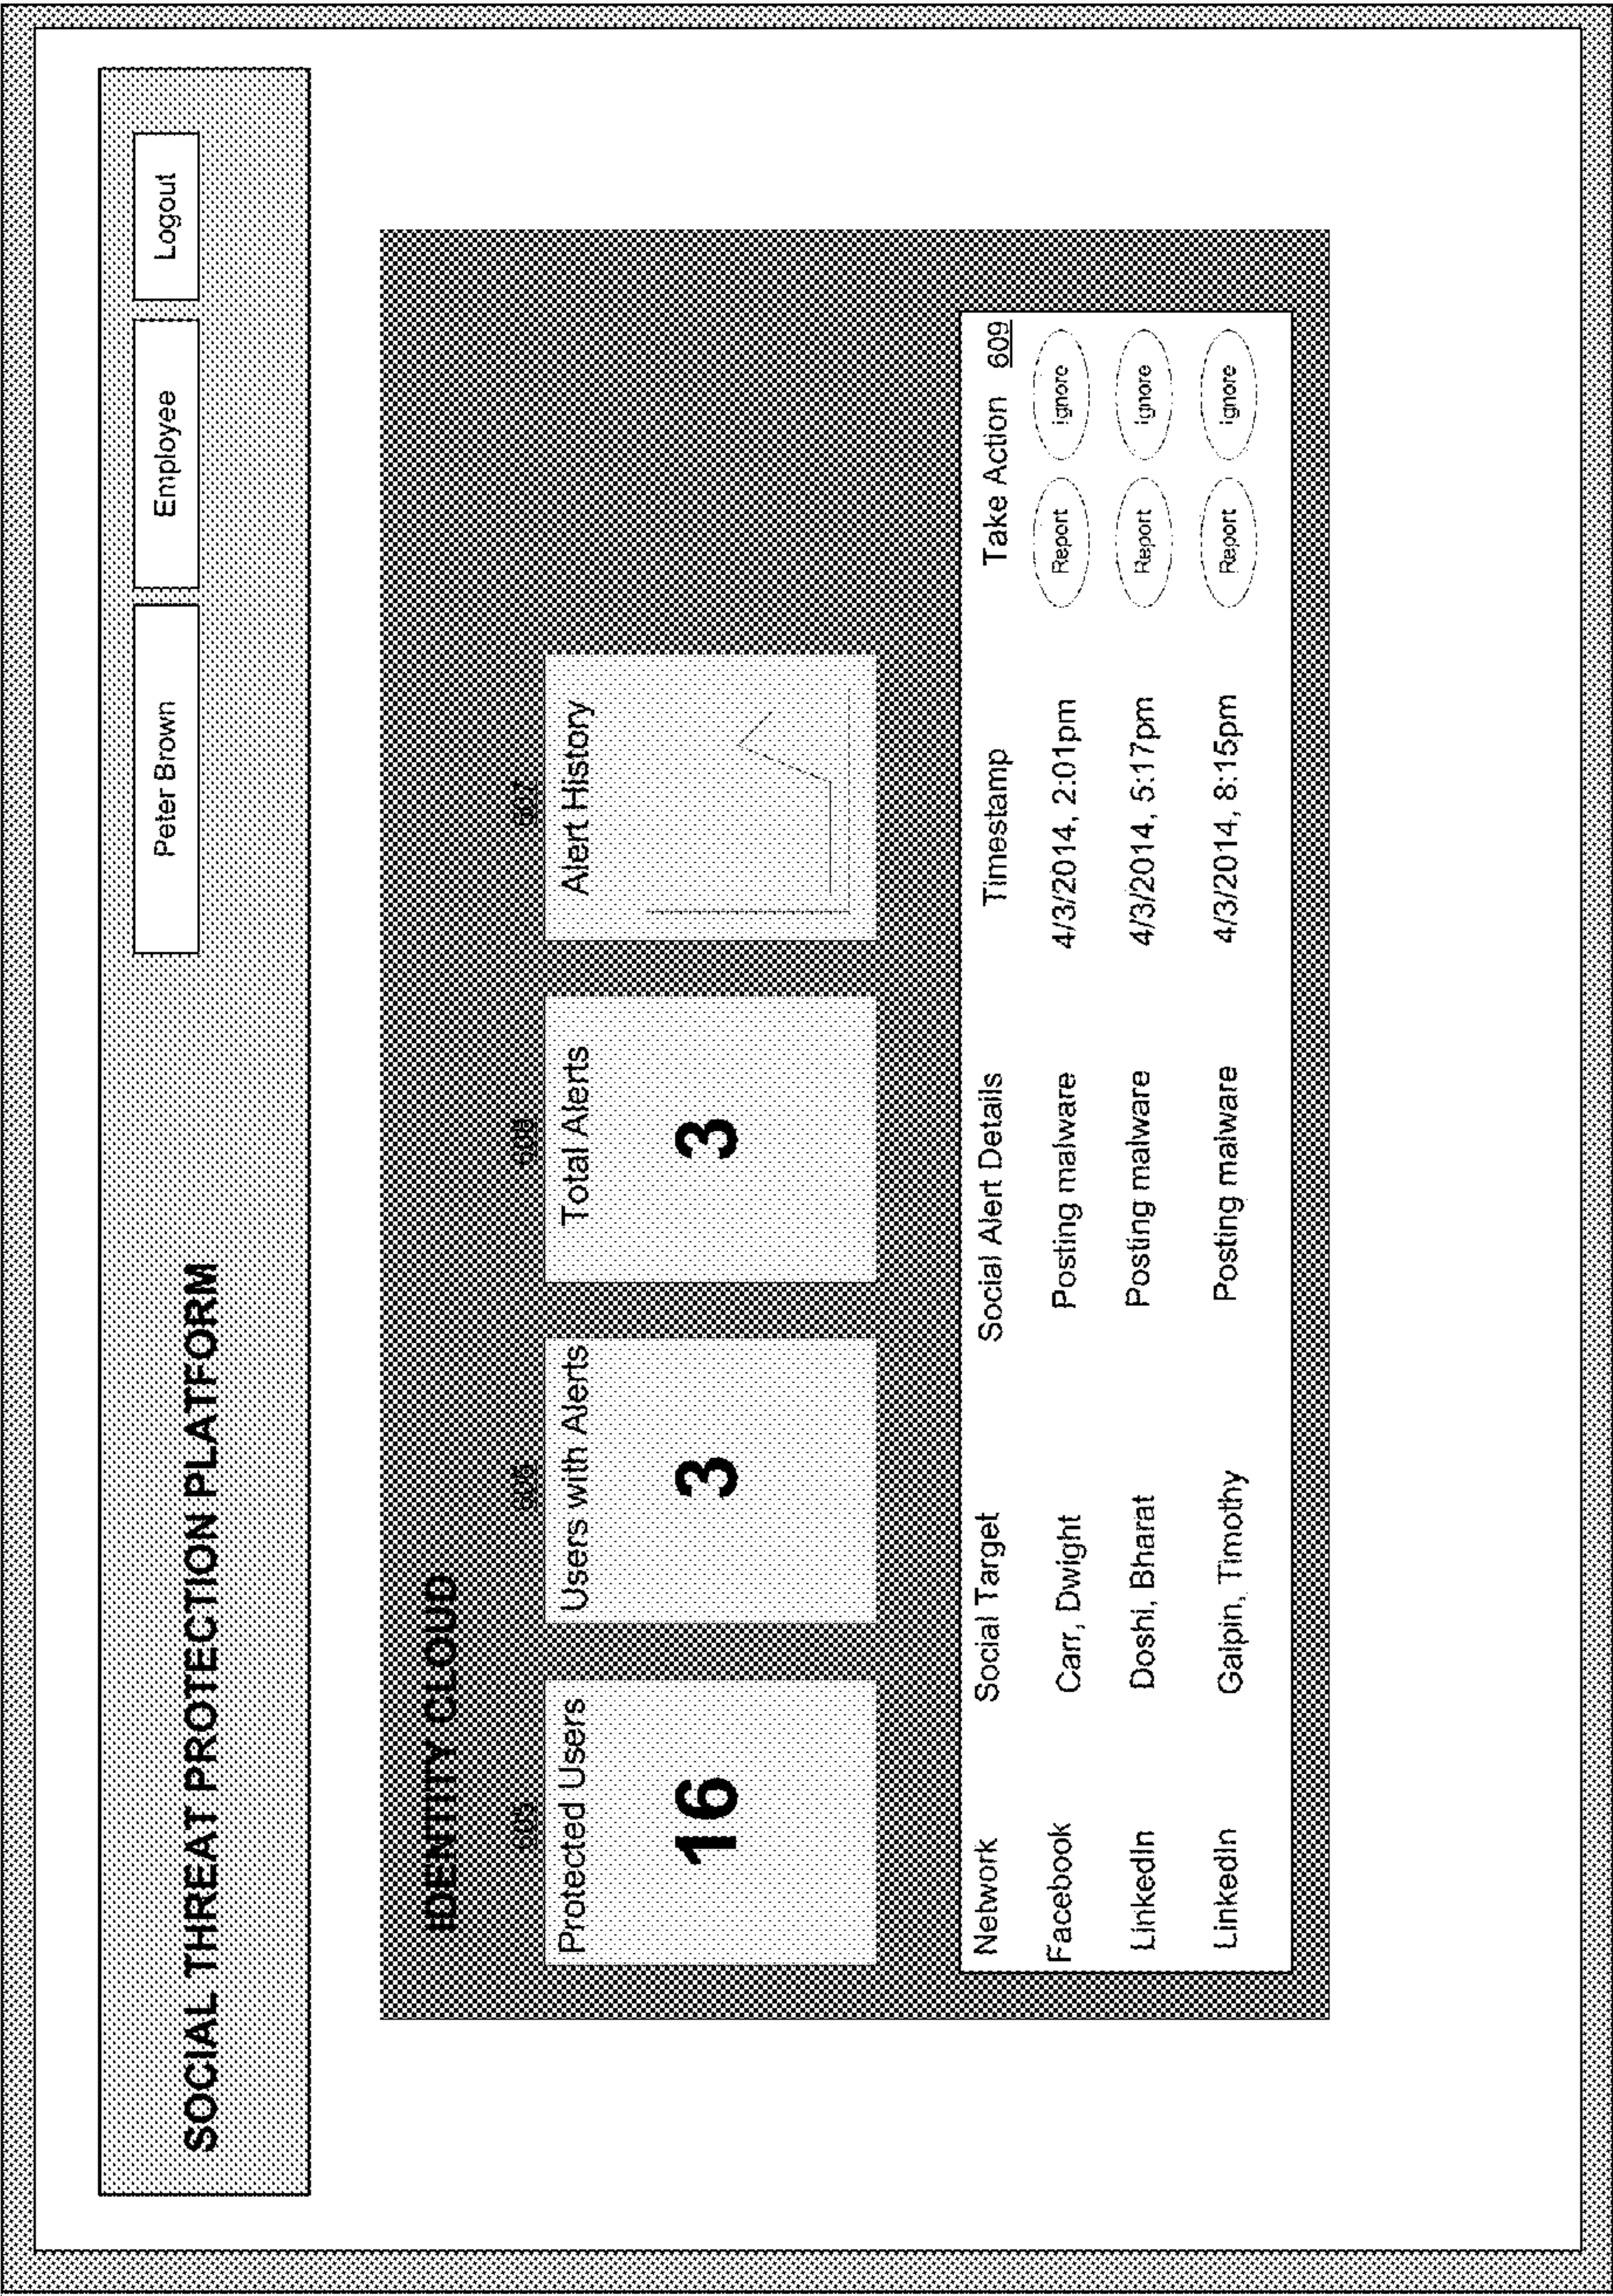 SOCIAL THREAT PROTECTION PLATFORM
Peter Brown
Employee
Logout
IDENTITY CLOUD
Protected Users
16
Users with Alerts
3
Total Alerts
3
Alert History
Network Social Target Social Alert Details Timestamp Take Action 609
Facebook Carr, Dwight Posting malware 4/3/2014, 2:01pm Report Ignore
LinkedIn Doshi, Bharat Posting malware 4/3/2014, 5:17pm Report Ignore
LinkedIn Galpin, Timothy Posting malware 4/3/2014, 8:15pm Report Ignore